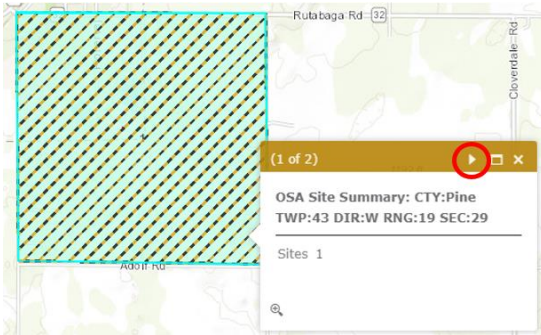 Rutabaga Rd 32
Cloverdale Rd
(1 of 2)
OSA Site Summary: CTY:Pine
TWP:43 DIR:W RNG:19 SEC:29
Sites 1
Adolf Rd